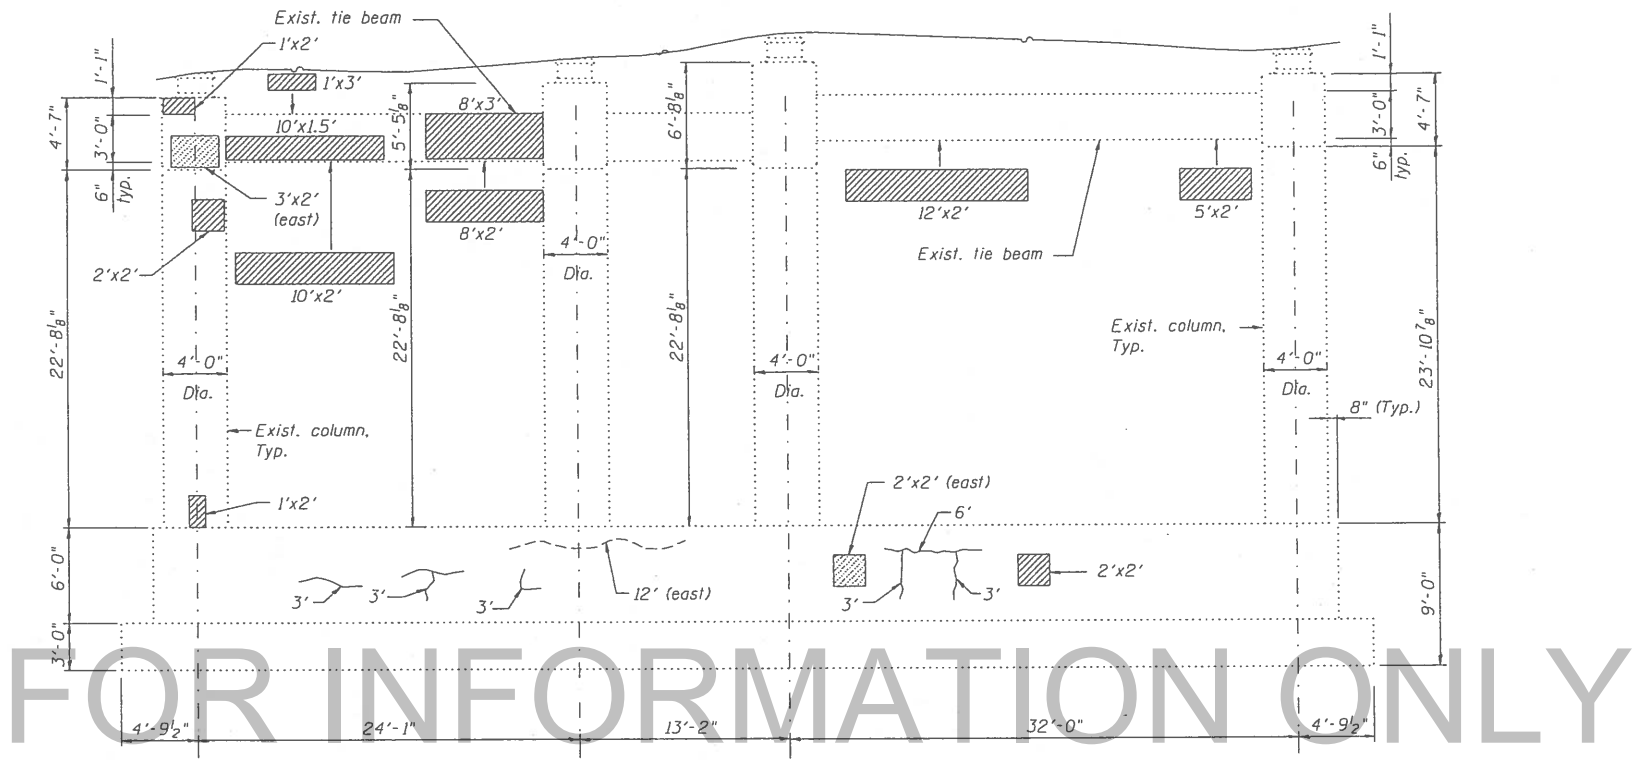 Exist. tie beam
1'x2'
1'-1"
1'x3'
8'x3'
10'x1.5'
4'-7"
3'-0"
6"
typ.
5'-5⅛"
6'-8⅛"
1'-1"
3'-0"
4'-7"
6"
typ.
3'x2'
(east)
2'x2'
10'x2'
8'x2'
12'x2'
5'x2'
Exist. tie beam
4'-0"
Dia.
22'-8⅛"
22'-8⅛"
22'-8⅛"
Exist. column,
Typ.
23'-10⅞"
4'-0"
Dia.
4'-0"
Dia.
4'-0"
Dia.
8" (Typ.)
Exist. column,
Typ.
1'x2'
2'x2' (east)
6'
6'-0"
3'
3'
3'
12' (east)
3'
3'
2'x2'
9'-0"
3'-0"
FOR INFORMATION ONLY
4'-9½"
24'-1"
13'-2"
32'-0"
4'-9½"